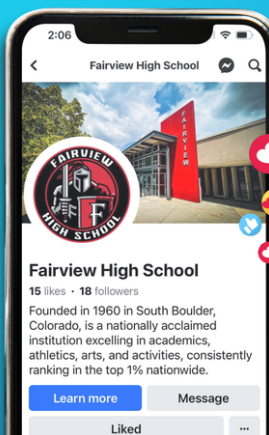 2:06
Fairview High School
FAIRVIEW
FAIRVIEW
F
HIGH SCHOOL
Fairview High School
15 likes · 18 followers
Founded in 1960 in South Boulder,
Colorado, is a nationally acclaimed
institution excelling in academics,
athletics, arts, and activities, consistently
ranking in the top 1% nationwide.
Learn more
Message
Liked
...